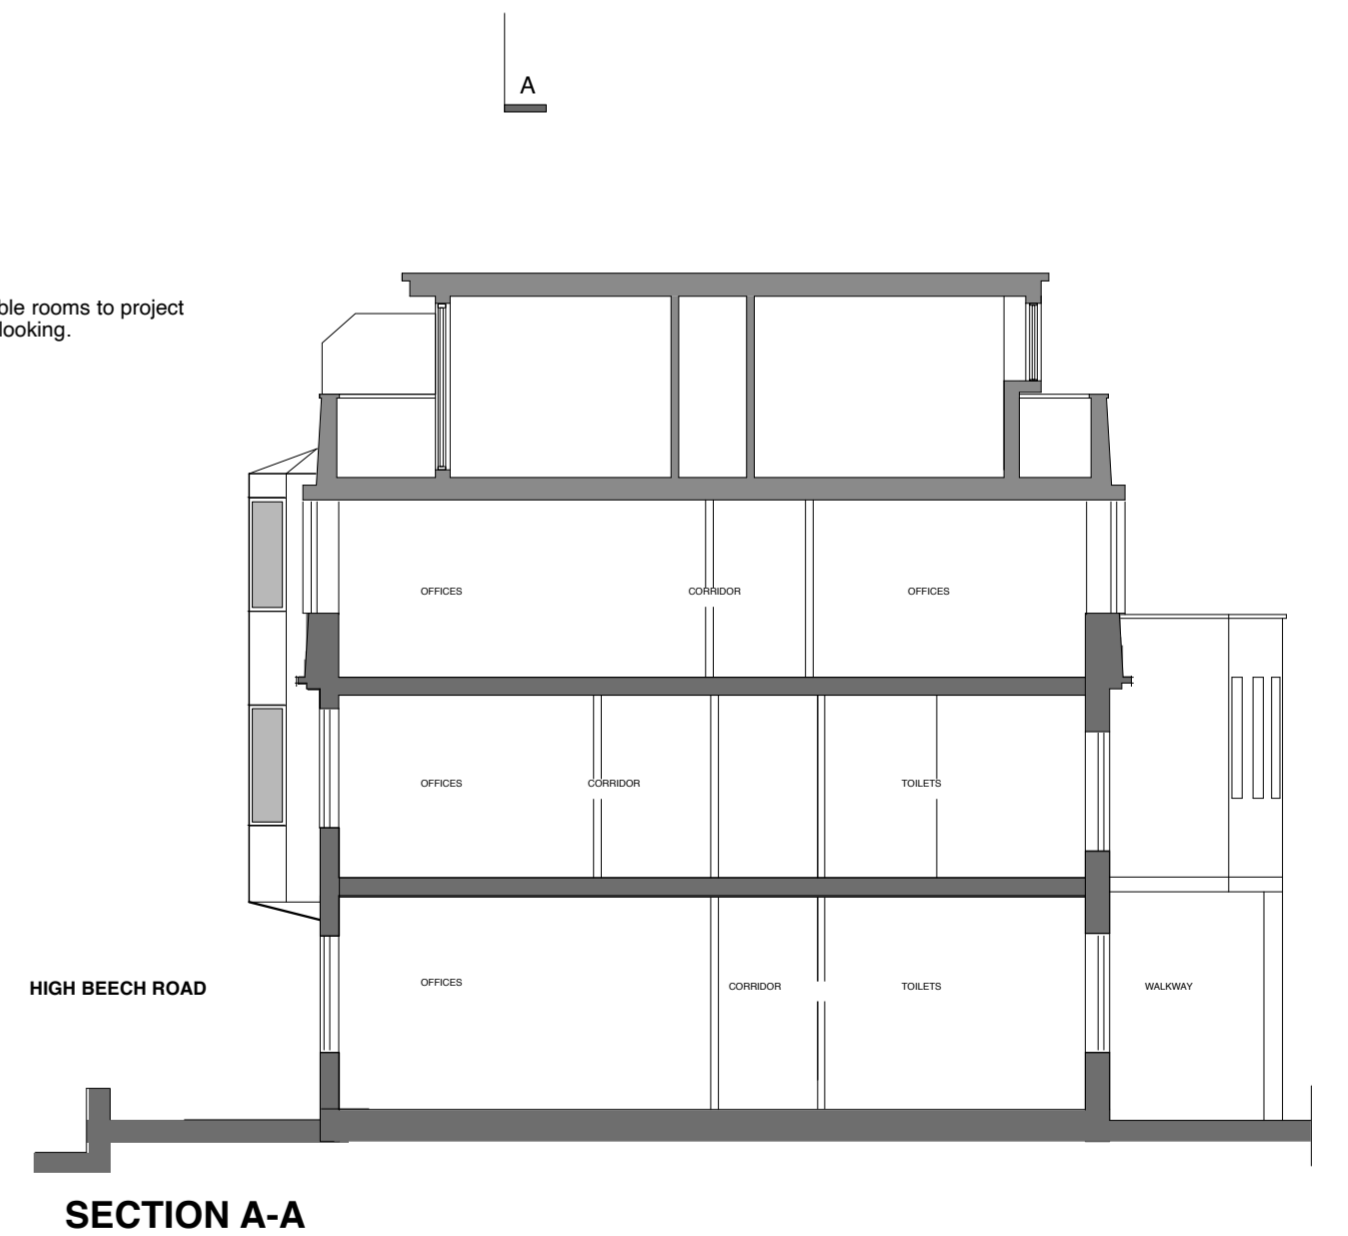 A
ble rooms to project
looking.
OFFICES CORRIDOR OFFICES
OFFICES CORRIDOR TOILETS
OFFICES CORRIDOR TOILETS WALKWAY
HIGH BEECH ROAD
SECTION A-A